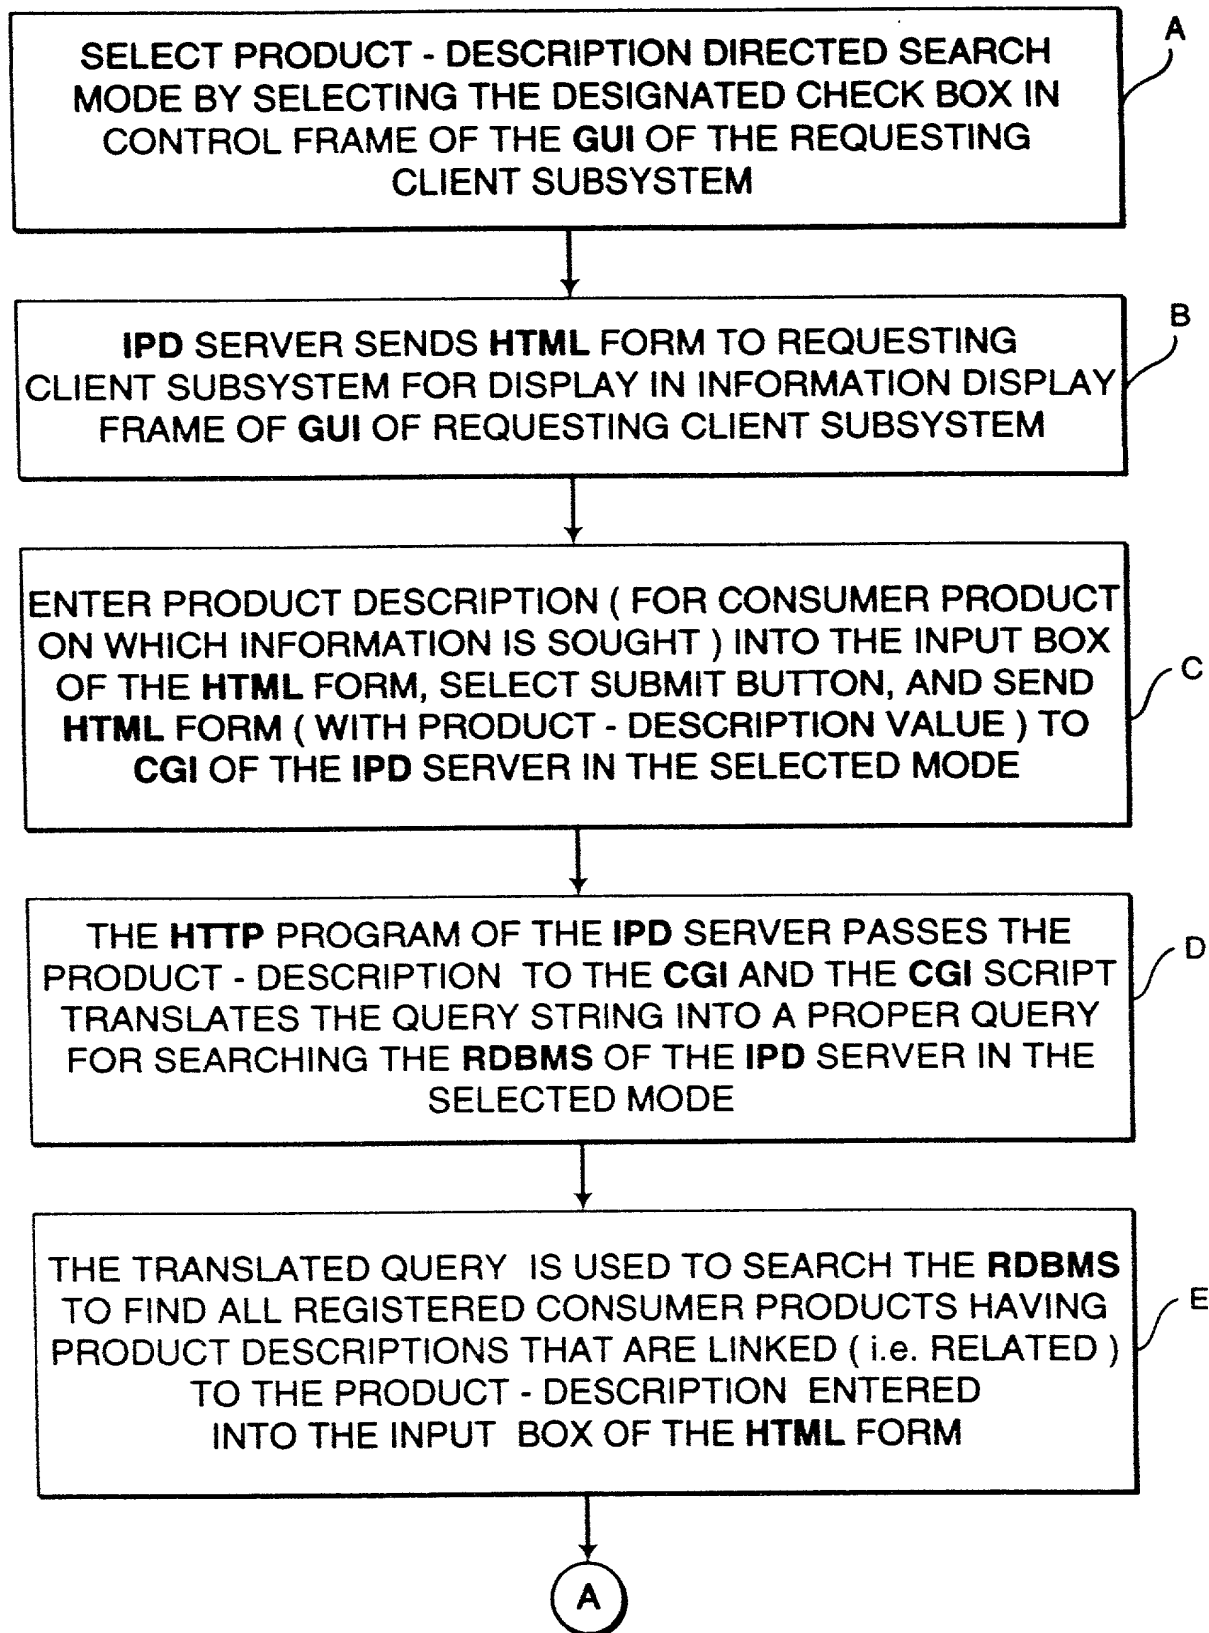 SELECT PRODUCT - DESCRIPTION DIRECTED SEARCH
MODE BY SELECTING THE DESIGNATED CHECK BOX IN
CONTROL FRAME OF THE GUI OF THE REQUESTING
CLIENT SUBSYSTEM
A
IPD SERVER SENDS HTML FORM TO REQUESTING
CLIENT SUBSYSTEM FOR DISPLAY IN INFORMATION DISPLAY
FRAME OF GUI OF REQUESTING CLIENT SUBSYSTEM
B
ENTER PRODUCT DESCRIPTION ( FOR CONSUMER PRODUCT
ON WHICH INFORMATION IS SOUGHT ) INTO THE INPUT BOX
OF THE HTML FORM, SELECT SUBMIT BUTTON, AND SEND
HTML FORM ( WITH PRODUCT - DESCRIPTION VALUE ) TO
CGI OF THE IPD SERVER IN THE SELECTED MODE
C
THE HTTP PROGRAM OF THE IPD SERVER PASSES THE
PRODUCT - DESCRIPTION TO THE CGI AND THE CGI SCRIPT
TRANSLATES THE QUERY STRING INTO A PROPER QUERY
FOR SEARCHING THE RDBMS OF THE IPD SERVER IN THE
SELECTED MODE
D
THE TRANSLATED QUERY IS USED TO SEARCH THE RDBMS
TO FIND ALL REGISTERED CONSUMER PRODUCTS HAVING
PRODUCT DESCRIPTIONS THAT ARE LINKED ( i.e. RELATED )
TO THE PRODUCT - DESCRIPTION ENTERED
INTO THE INPUT BOX OF THE HTML FORM
E
A